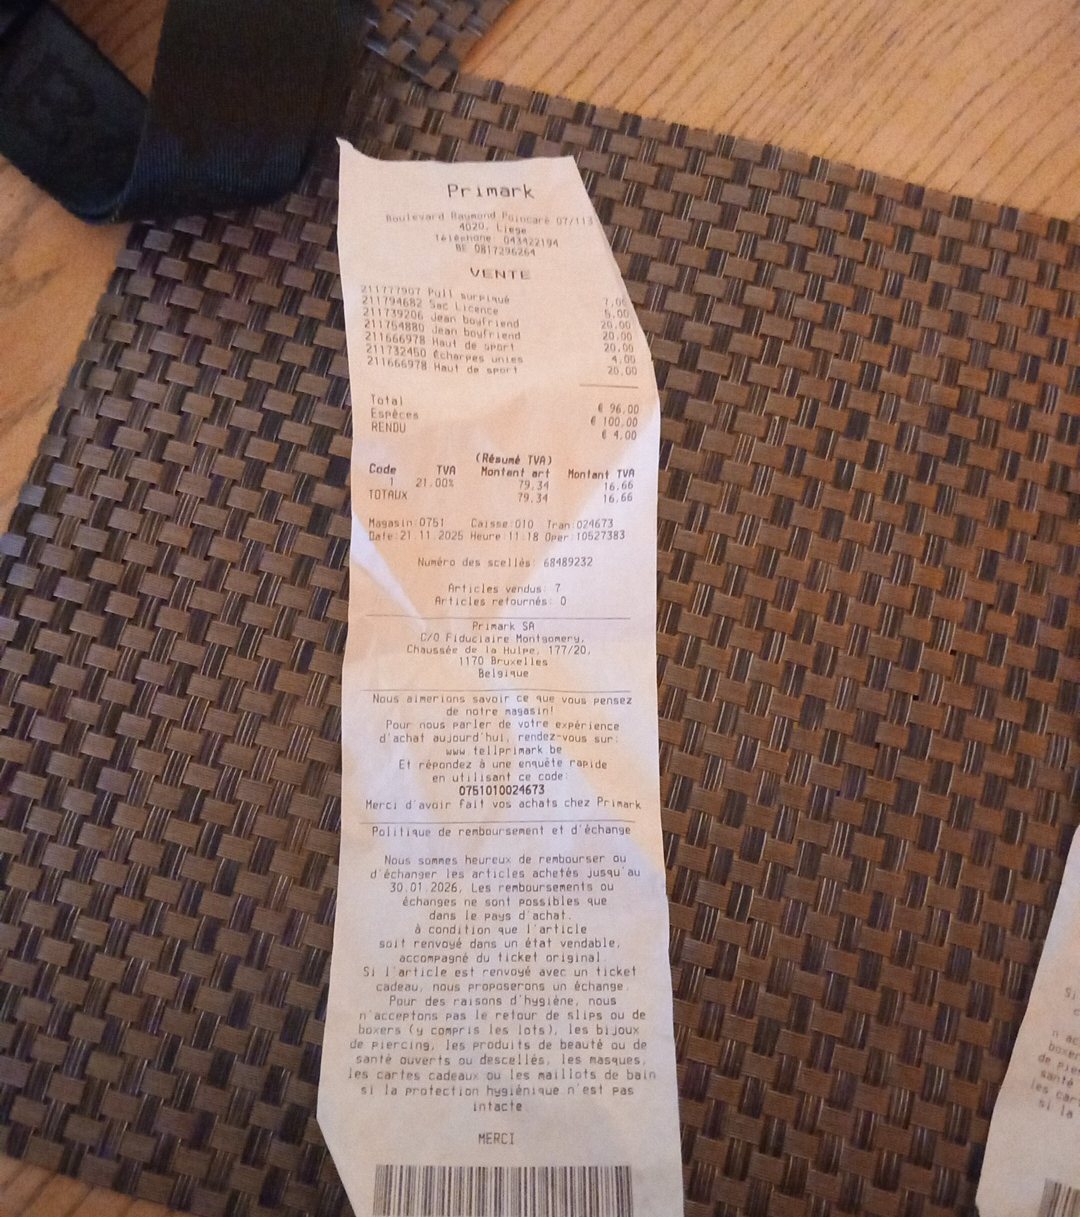 Primark
Boulevard Raymond Poincaré 07/113
4020, Liege
Téléphone: 043422194
BE 0817296264
VENTE
211777907 Pull surpiqué 7,00
211794682 Sac Licence 5,00
211739206 Jean boyfriend 20,00
211754880 Jean boyfriend 20,00
211666978 Haut de sport 20,00
211732450 Écharpes unies 4,00
211666978 Haut de sport 20,00
Total € 96,00
Espèces € 100,00
RENDU € 4,00
(Résumé TVA)
Code TVA Montant art Montant TVA
1 21,00% 79,34 16,66
TOTAUX 79,34 16,66
Magasin:0751 Caisse:010 Tran:024673
Date:21.11.2025 Heure:11:18 Oper:10527383
Numéro des scellés: 68489232
Articles vendus: 7
Articles retournés: 0
Primark SA
C/O Fiduciaire Montgomery,
Chaussée de la Hulpe, 177/20,
1170 Bruxelles
Belgique
Nous aimerions savoir ce que vous pensez
de notre magasin!
Pour nous parler de votre expérience
d'achat aujourd'hui, rendez-vous sur:
www.tellprimark.be
Et répondez à une enquête rapide
en utilisant ce code:
0751010024673
Merci d'avoir fait vos achats chez Primark
Politique de remboursement et d'échange
Nous sommes heureux de rembourser ou
d'échanger les articles achetés jusqu'au
30.01.2026, Les remboursements ou
échanges ne sont possibles que
dans le pays d'achat.
à condition que l'article
soit renvoyé dans un état vendable,
accompagné du ticket original.
Si l'article est renvoyé avec un ticket
cadeau, nous proposerons un échange.
Pour des raisons d'hygiène, nous
n'acceptons pas le retour de slips ou de
boxers (y compris les lots), les bijoux
de piercing, les produits de beauté ou de
santé ouverts ou descellés, les masques,
les cartes cadeaux ou les maillots de bain
si la protection hygiénique n'est pas
intacte
MERCI
Si
n'ac
boxer
de pie
santé
les car
si la